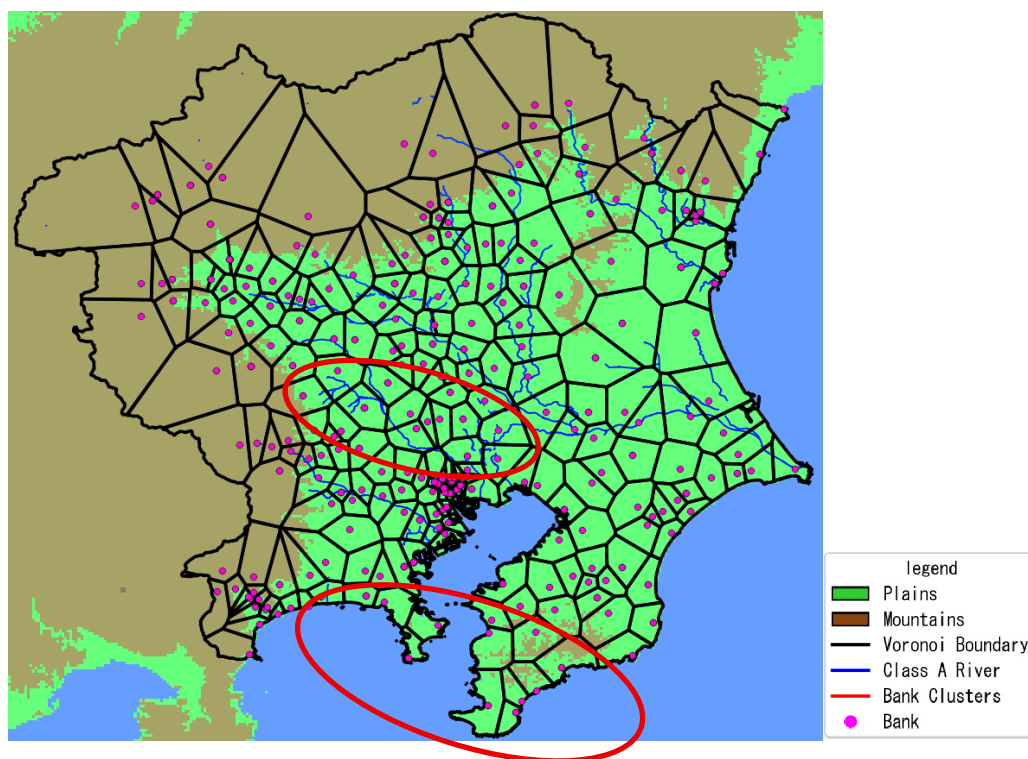 legend
Plains
Mountains
Voronoi Boundary
Class A River
Bank Clusters
Bank